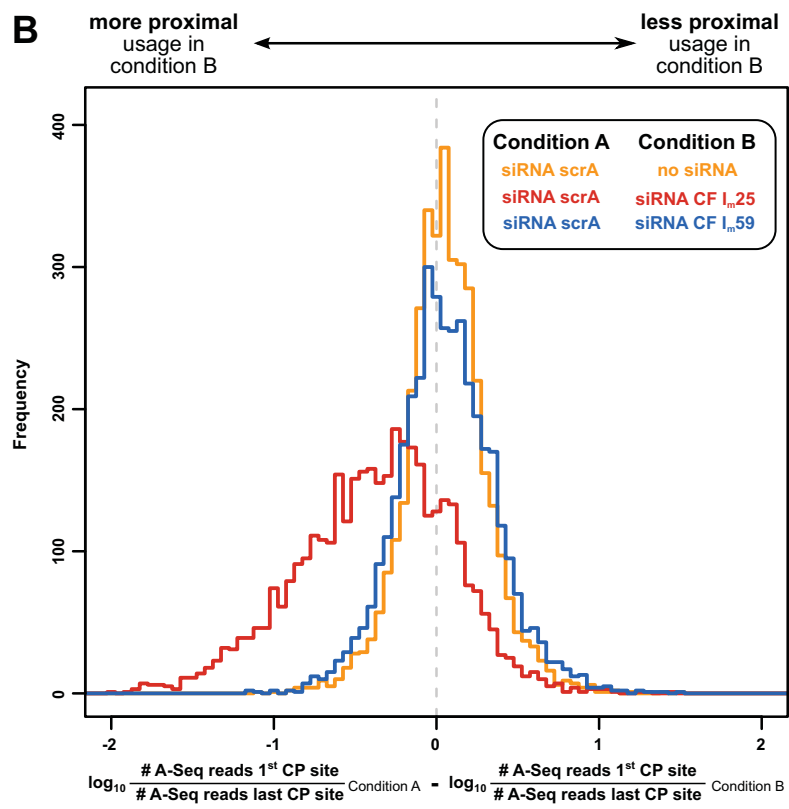 B
more proximal
usage in
condition B
less proximal
usage in
condition B
Condition A Condition B
siRNA scrA no siRNA
siRNA scrA siRNA CF Iₘ25
siRNA scrA siRNA CF Iₘ59
Frequency
400
300
200
100
0
-2 -1 0 1 2
log₁₀ # A-Seq reads 1ˢᵗ CP site / # A-Seq reads last CP site Condition A - log₁₀ # A-Seq reads 1ˢᵗ CP site / # A-Seq reads last CP site Condition B